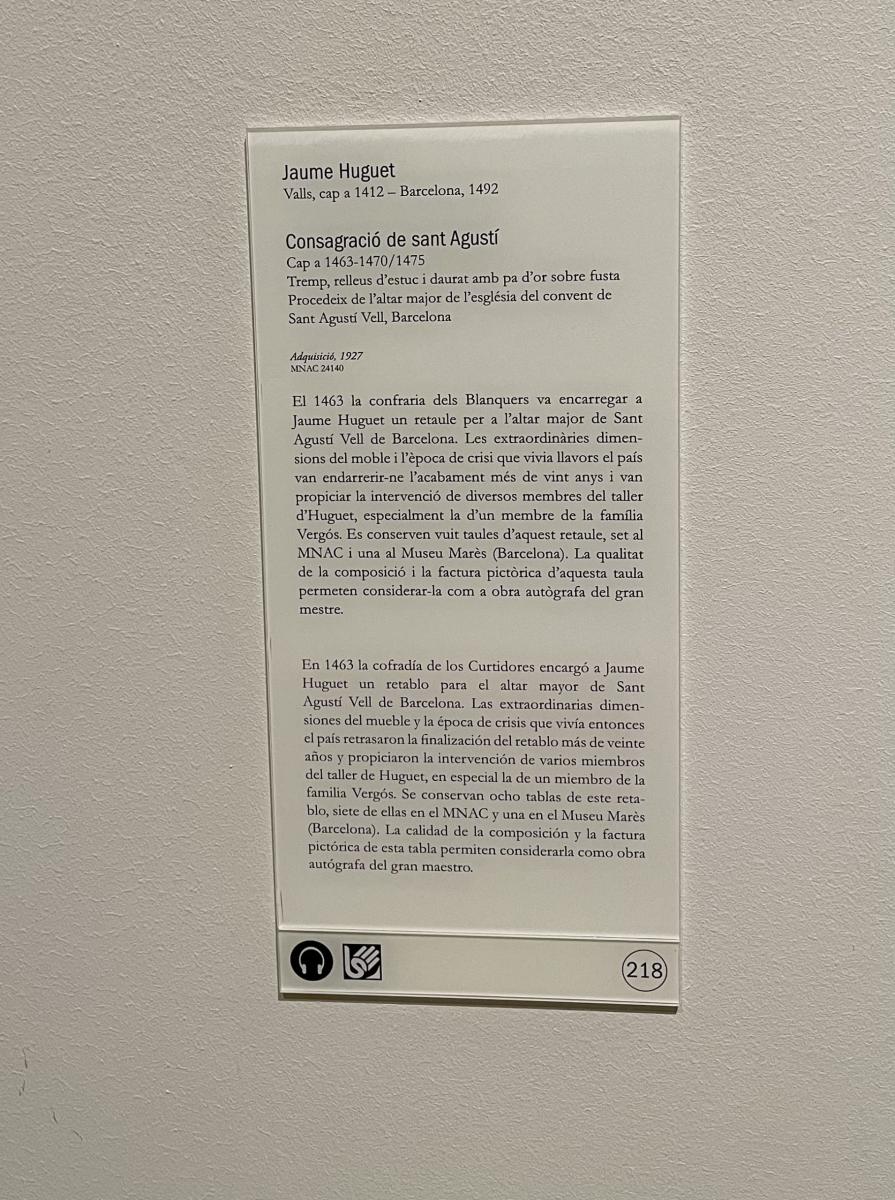 Jaume Huguet
Valls, cap a 1412 – Barcelona, 1492
Consagració de sant Agustí
Cap a 1463-1470/1475
Tremp, relleus d'estuc i daurat amb pa d'or sobre fusta
Procedeix de l'altar major de l'església del convent de
Sant Agustí Vell, Barcelona
Adquisició, 1927
MNAC 24140
El 1463 la confraria dels Blanquers va encarregar a
Jaume Huguet un retaule per a l'altar major de Sant
Agustí Vell de Barcelona. Les extraordinàries dimen-
sions del moble i l'època de crisi que vivia llavors el país
van endarrerir-ne l'acabament més de vint anys i van
propiciar la intervenció de diversos membres del taller
d'Huguet, especialment la d'un membre de la família
Vergós. Es conserven vuit taules d'aquest retaule, set al
MNAC i una al Museu Marès (Barcelona). La qualitat
de la composició i la factura pictòrica d'aquesta taula
permeten considerar-la com a obra autògrafa del gran
mestre.
En 1463 la cofradía de los Curtidores encargó a Jaume
Huguet un retablo para el altar mayor de Sant
Agustí Vell de Barcelona. Las extraordinarias dimen-
siones del mueble y la época de crisis que vivía entonces
el país retrasaron la finalización del retablo más de veinte
años y propiciaron la intervención de varios miembros
del taller de Huguet, en especial la de un miembro de la
familia Vergós. Se conservan ocho tablas de este reta-
blo, siete de ellas en el MNAC y una en el Museu Marès
(Barcelona). La calidad de la composición y la factura
pictórica de esta tabla permiten considerarla como obra
autógrafa del gran maestro.
218